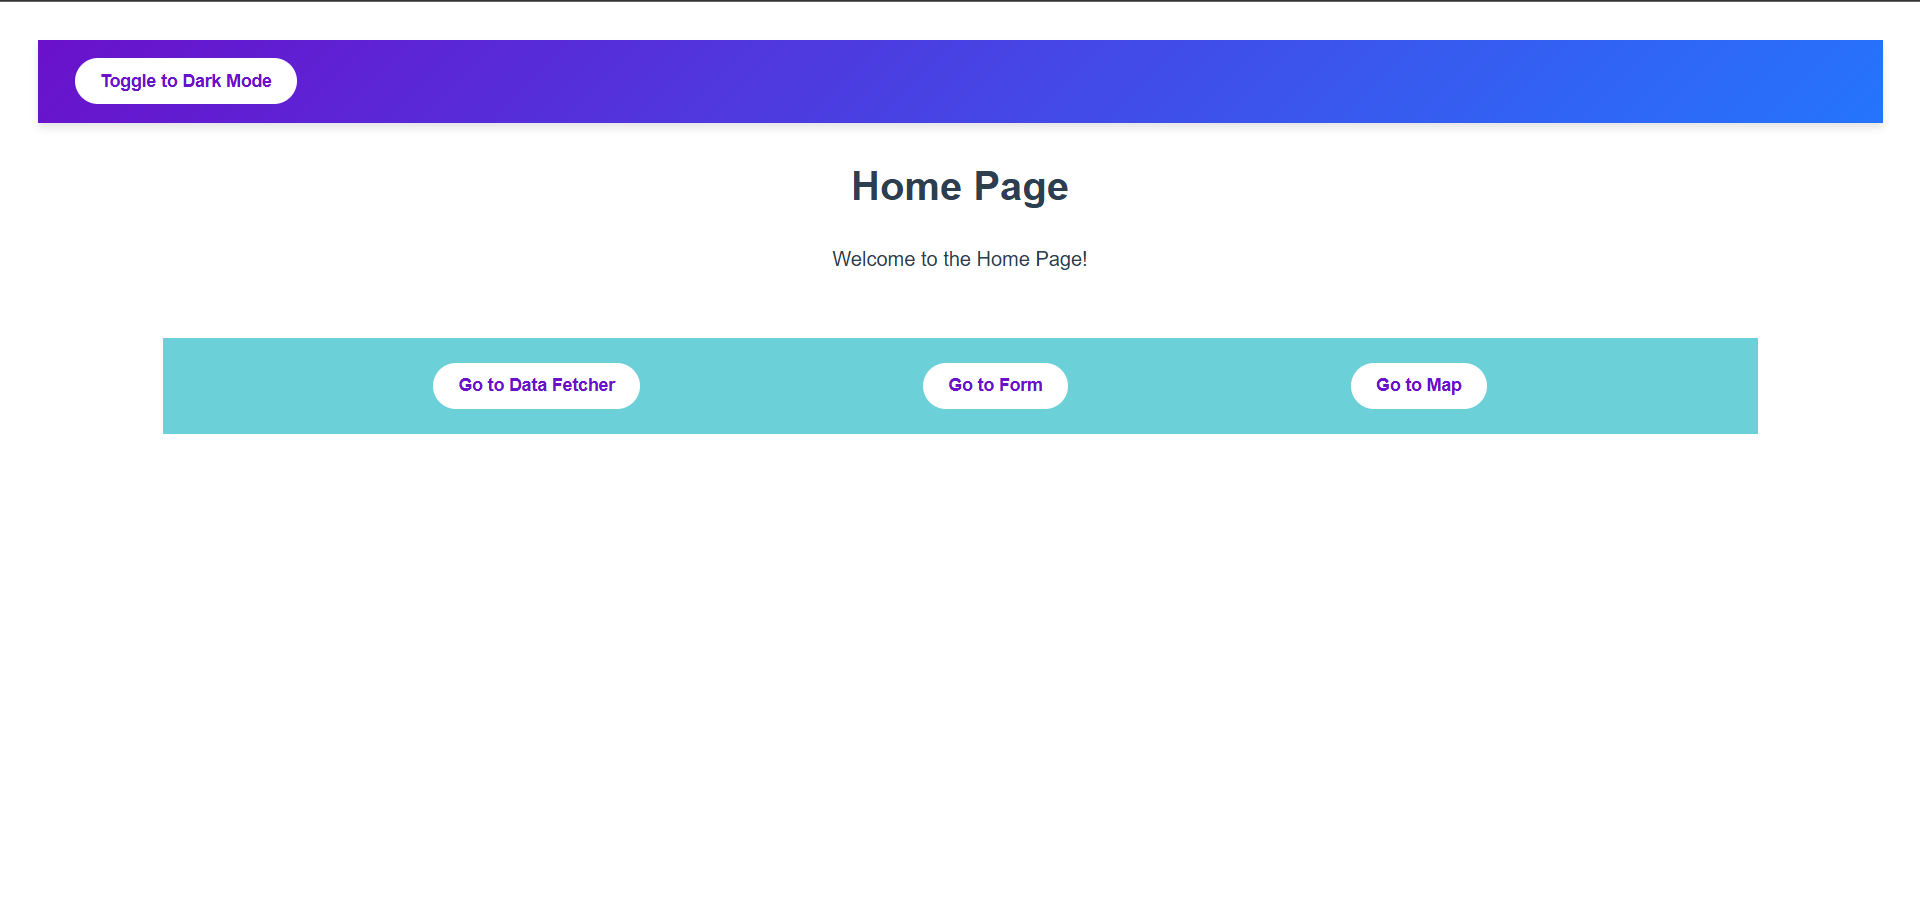 Toggle to Dark Mode
Home Page
Welcome to the Home Page!
Go to Data Fetcher
Go to Form
Go to Map